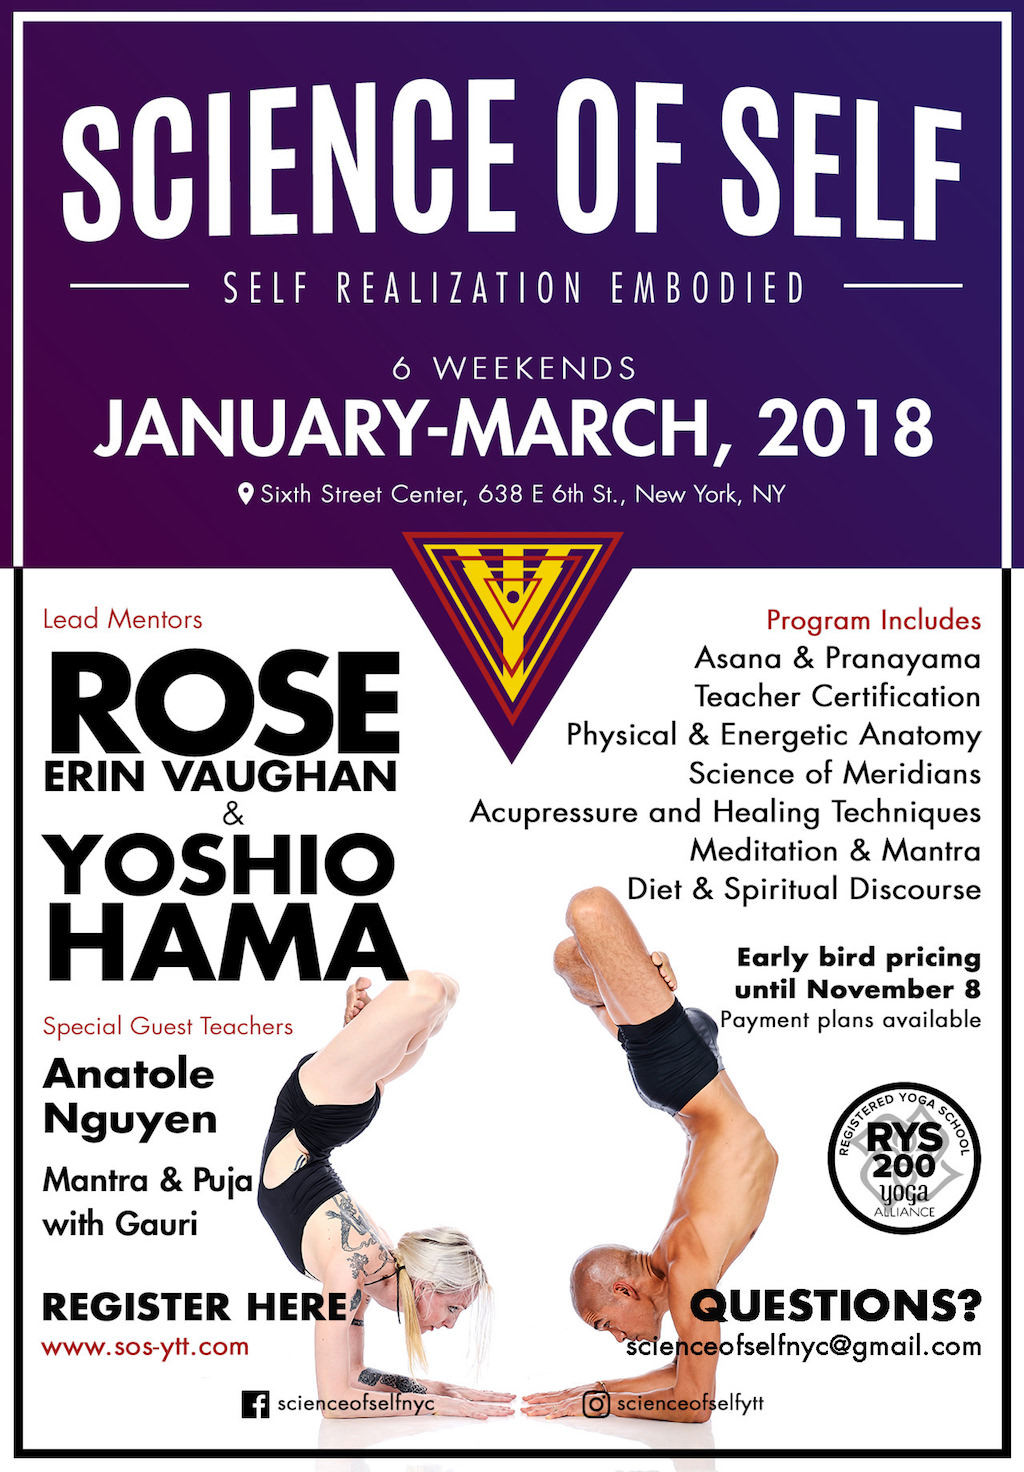 SCIENCE OF SELF
SELF REALIZATION EMBODIED
6 WEEKENDS
JANUARY-MARCH, 2018
Sixth Street Center, 638 E 6th St., New York, NY
Lead Mentors
ROSE
ERIN VAUGHAN
&
YOSHIO
HAMA
Special Guest Teachers
Anatole
Nguyen
Mantra & Puja
with Gauri
REGISTER HERE
www.sos-ytt.com
Program Includes
Asana & Pranayama
Teacher Certification
Physical & Energetic Anatomy
Science of Meridians
Acupressure and Healing Techniques
Meditation & Mantra
Diet & Spiritual Discourse
Early bird pricing
until November 8
Payment plans available
REGISTERED YOGA SCHOOL
RYS
200
yoga
ALLIANCE
QUESTIONS?
scienceofselfnyc@gmail.com
scienceofselfnyc
scienceofselfytt